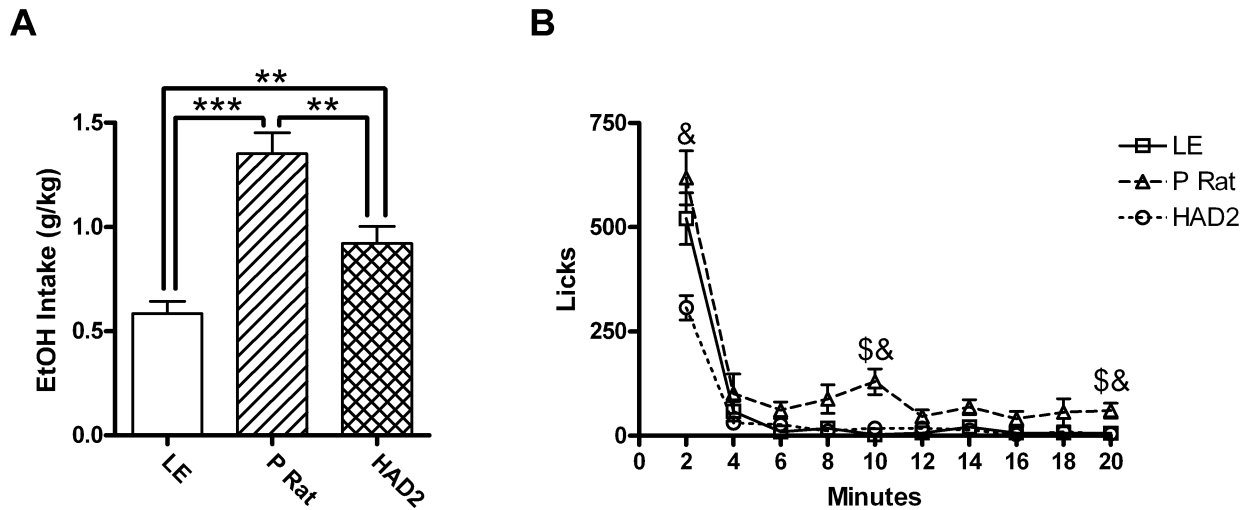 A
B
**
***
**
1.5
1.0
0.5
0.0
EtOH Intake (g/kg)
LE
P Rat
HAD2
750
500
250
0
Licks
&
$&
$&
0 2 4 6 8 10 12 14 16 18 20
Minutes
LE
P Rat
HAD2